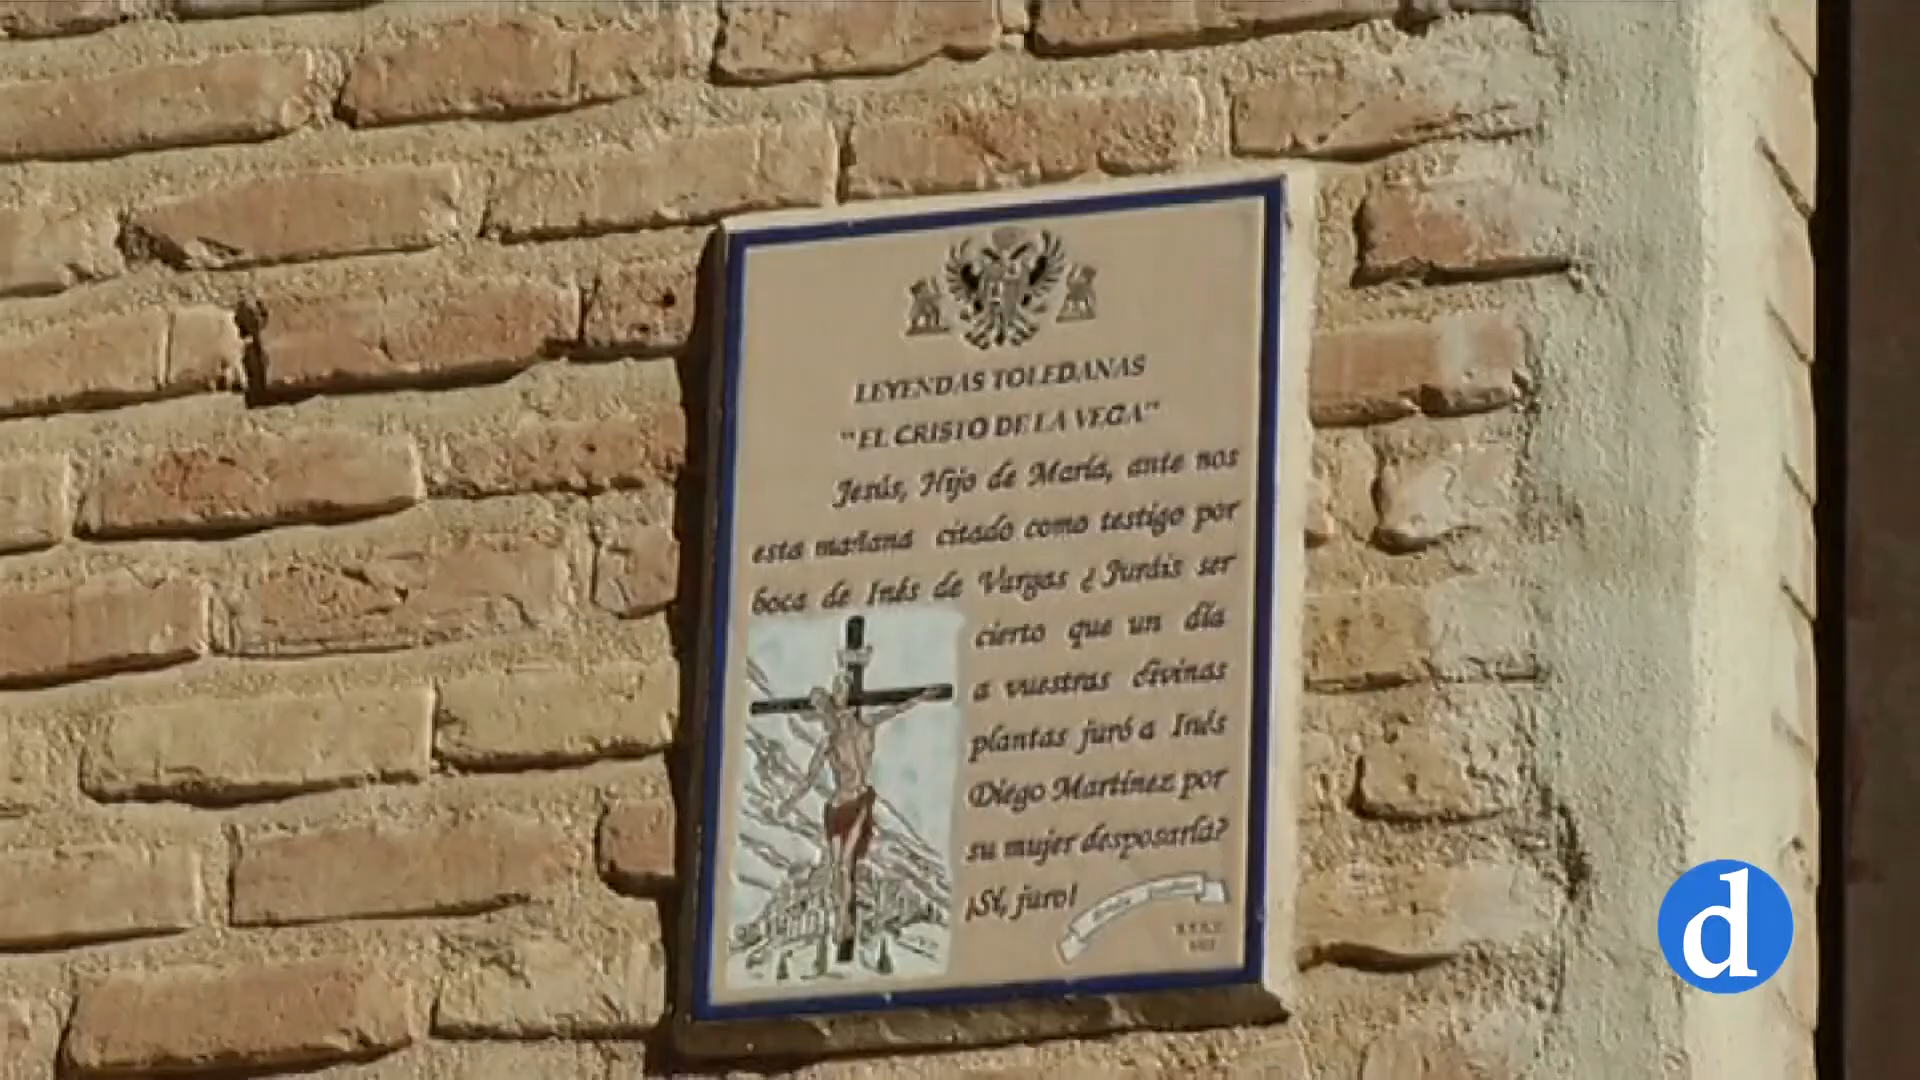 LEYENDAS TOLEDANAS
"EL CRISTO DE LA VEGA"
Jesús, Hijo de María, ante nos
esta mañana citado como testigo por
boca de Inés de Vargas ¿ Juráis ser
cierto que un día
a vuestras divinas
plantas juró a Inés
Diego Martínez por
su mujer desposarla?
¡Sí, juro!
d